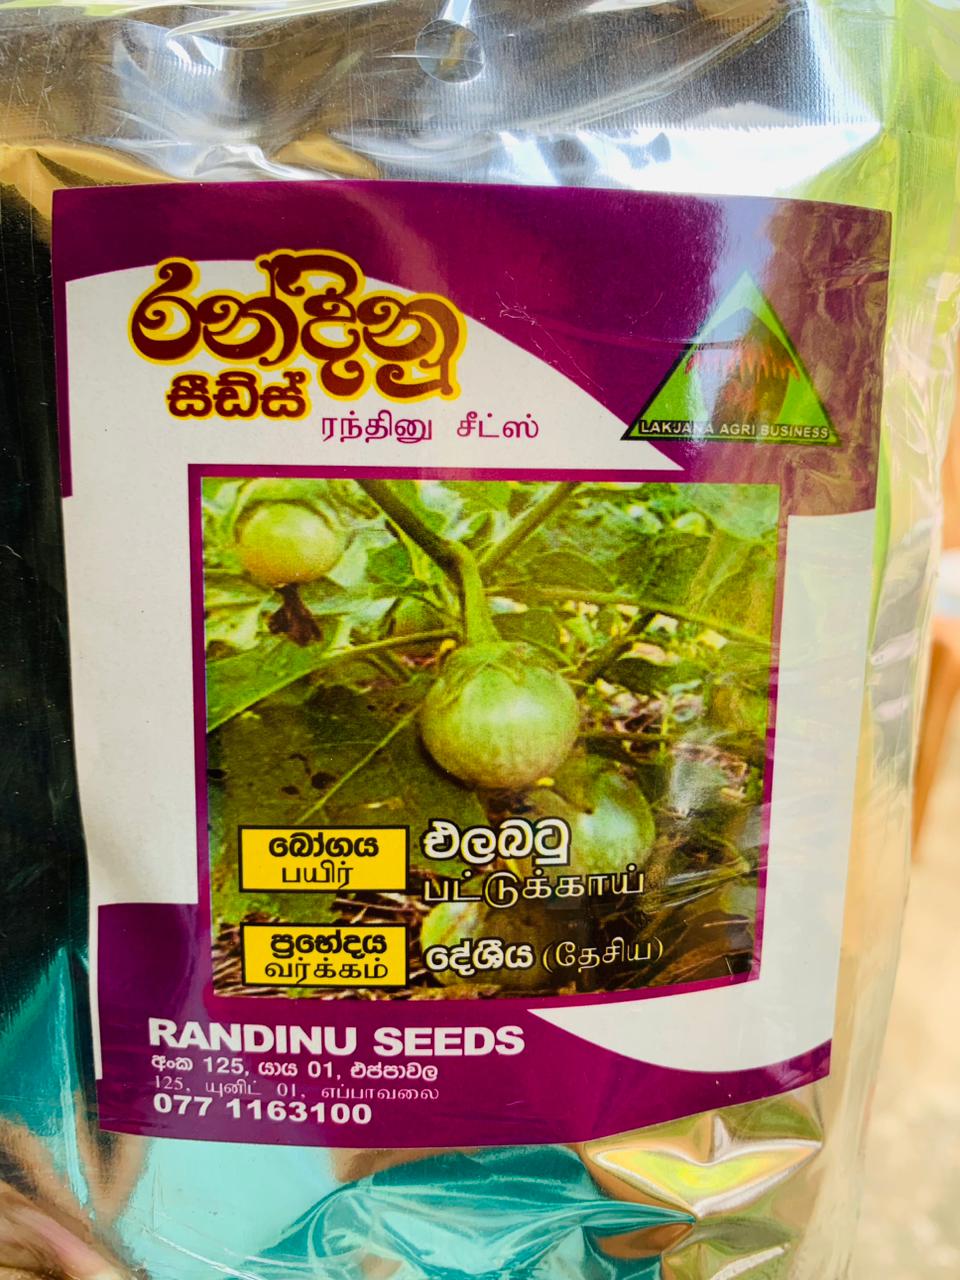 රන්දිනු
සීඩ්ස්
ரந்தினு சீட்ஸ்
LAKJANA AGRI BUSINESS
බෝගය
பயிர்
එලබටු
பட்டுக்காய்
ප්‍රභේදය
வர்க்கம்
දේශීය (தேசிய)
RANDINU SEEDS
අංක 125, යාය 01, එප්පාවල
125, யுனிட் 01, எப்பாவலை
077 1163100